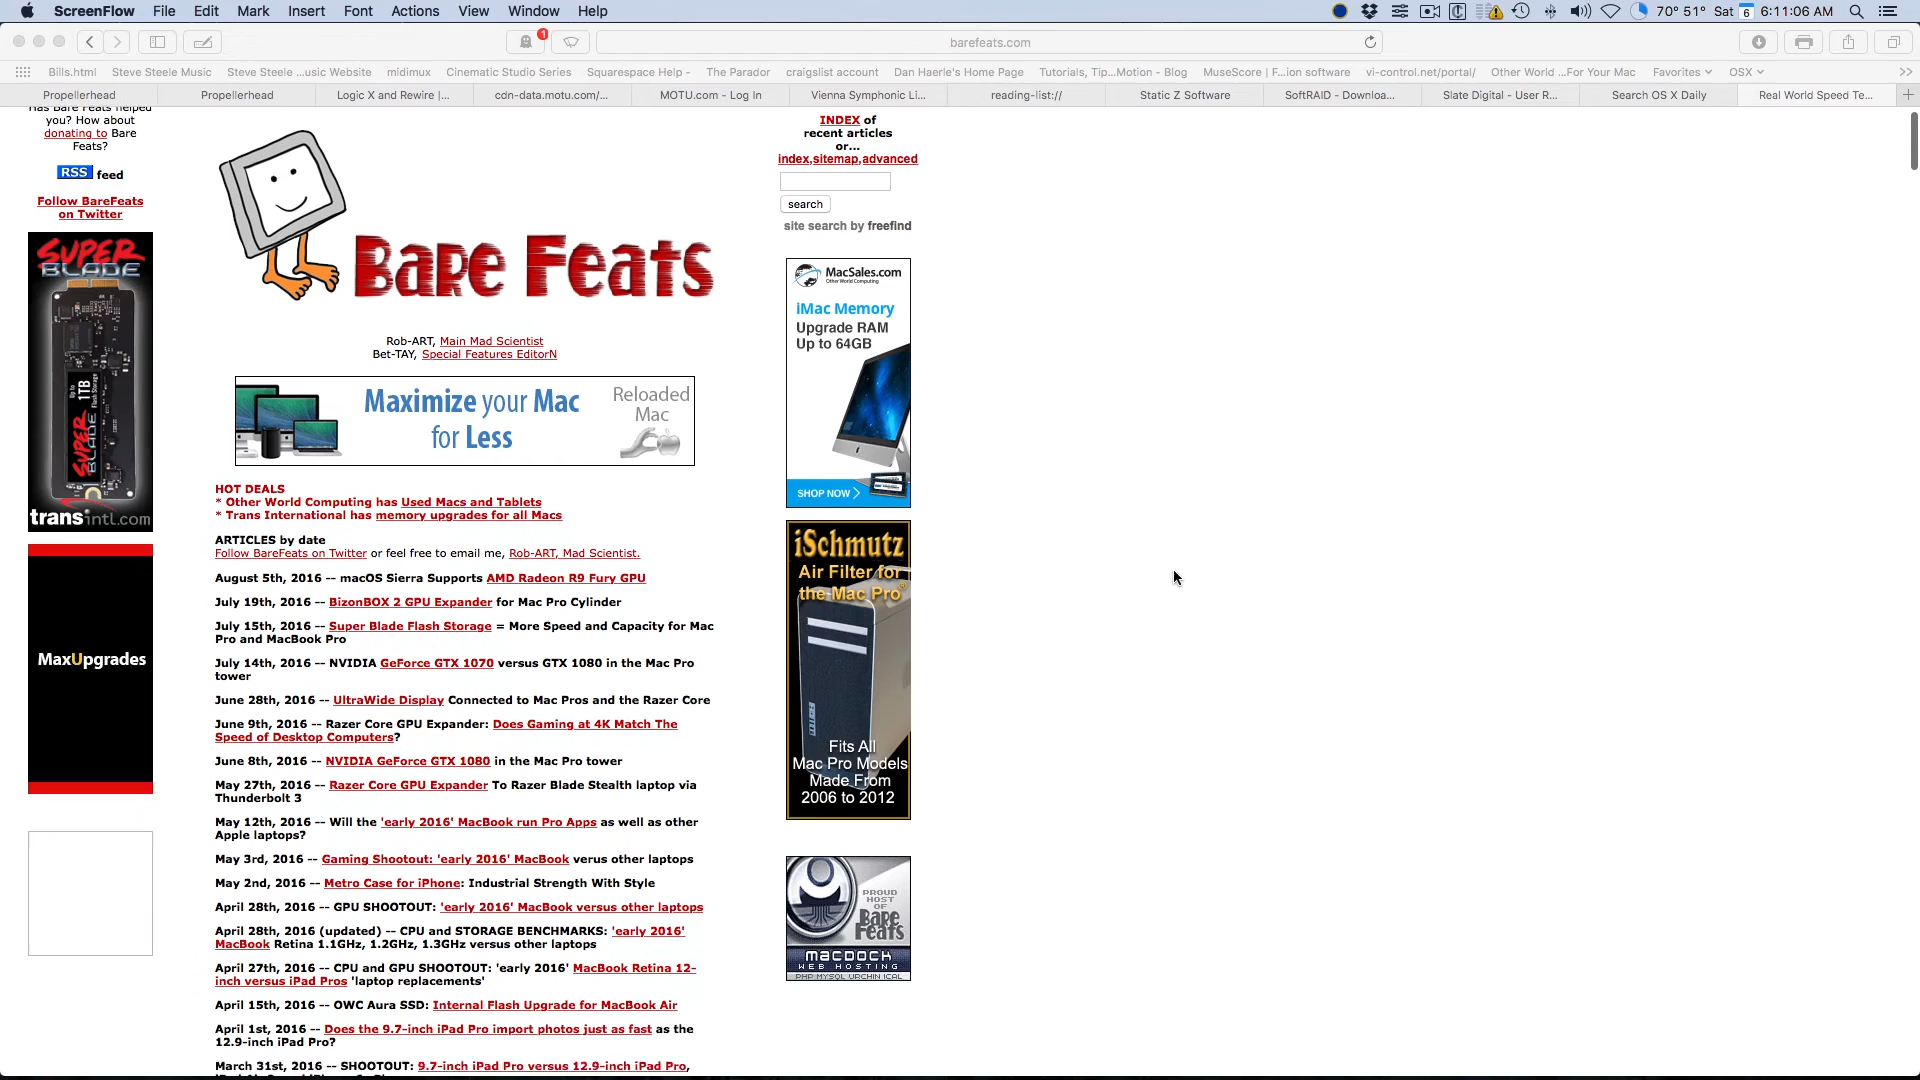 ScreenFlow File Edit Mark Insert Font Actions View Window Help
70° 51° Sat 6 6:11:06 AM
1
barefeats.com
Bills.html Steve Steele Music Steve Steele ...usic Website midimux Cinematic Studio Series Squarespace Help - The Parador craigslist account Dan Haerle's Home Page Tutorials, Tip...Motion - Blog MuseScore | F...ion software vi-control.net/portal/ Other World ...For Your Mac Favorites OSX
Propellerhead Propellerhead Logic X and Rewire |... cdn-data.motu.com/... MOTU.com - Log In Vienna Symphonic Li... reading-list:// Static Z Software SoftRAID - Downloa... Slate Digital - User R... Search OS X Daily Real World Speed Te...
Has Bare Feats helped
you? How about
donating to Bare
Feats?
RSS feed
Follow BareFeats
on Twitter
SUPER
BLADE
Up to
1TB
Flash Storage
SUPER
BLADE
transintl.com
MaxUpgrades
Bare Feats
Rob-ART, Main Mad Scientist
Bet-TAY, Special Features EditorN
Maximize your Mac
for Less
Reloaded
Mac
HOT DEALS
* Other World Computing has Used Macs and Tablets
* Trans International has memory upgrades for all Macs
ARTICLES by date
Follow BareFeats on Twitter or feel free to email me, Rob-ART, Mad Scientist.
August 5th, 2016 -- macOS Sierra Supports AMD Radeon R9 Fury GPU
July 19th, 2016 -- BizonBOX 2 GPU Expander for Mac Pro Cylinder
July 15th, 2016 -- Super Blade Flash Storage = More Speed and Capacity for Mac
Pro and MacBook Pro
July 14th, 2016 -- NVIDIA GeForce GTX 1070 versus GTX 1080 in the Mac Pro
tower
June 28th, 2016 -- UltraWide Display Connected to Mac Pros and the Razer Core
June 9th, 2016 -- Razer Core GPU Expander: Does Gaming at 4K Match The
Speed of Desktop Computers?
June 8th, 2016 -- NVIDIA GeForce GTX 1080 in the Mac Pro tower
May 27th, 2016 -- Razer Core GPU Expander To Razer Blade Stealth laptop via
Thunderbolt 3
May 12th, 2016 -- Will the 'early 2016' MacBook run Pro Apps as well as other
Apple laptops?
May 3rd, 2016 -- Gaming Shootout: 'early 2016' MacBook verus other laptops
May 2nd, 2016 -- Metro Case for iPhone: Industrial Strength With Style
April 28th, 2016 -- GPU SHOOTOUT: 'early 2016' MacBook versus other laptops
April 28th, 2016 (updated) -- CPU and STORAGE BENCHMARKS: 'early 2016'
MacBook Retina 1.1GHz, 1.2GHz, 1.3GHz versus other laptops
April 27th, 2016 -- CPU and GPU SHOOTOUT: 'early 2016' MacBook Retina 12-
inch versus iPad Pros 'laptop replacements'
April 15th, 2016 -- OWC Aura SSD: Internal Flash Upgrade for MacBook Air
April 1st, 2016 -- Does the 9.7-inch iPad Pro import photos just as fast as the
12.9-inch iPad Pro?
March 31st, 2016 -- SHOOTOUT: 9.7-inch iPad Pro versus 12.9-inch iPad Pro,
INDEX of
recent articles
or...
index,sitemap,advanced
search
site search by freefind
MacSales.com
Other World Computing
iMac Memory
Upgrade RAM
Up to 64GB
SHOP NOW
iSchmutz
Air Filter for
the Mac Pro®
Fits All
Mac Pro Models
Made From
2006 to 2012
PROUD
HOST
OF
Bare
Feats
MACDOCK
WEB HOSTING
PHP MYSQL URCHIN ICAL